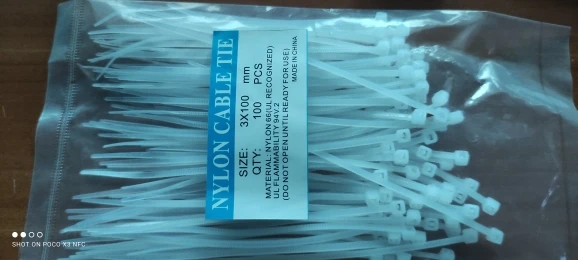 NYLON CABLE TIE
SIZE: 3X100 mm
QTY: 100 PCS
MATERIAL: NYLON 66(UL RECOGNIZED)
UL FLAMMABILITY 94V.2
(DO NOT OPEN UNTIL READY FOR USE)
MADE IN CHINA
SHOT ON POCO X3 NFC